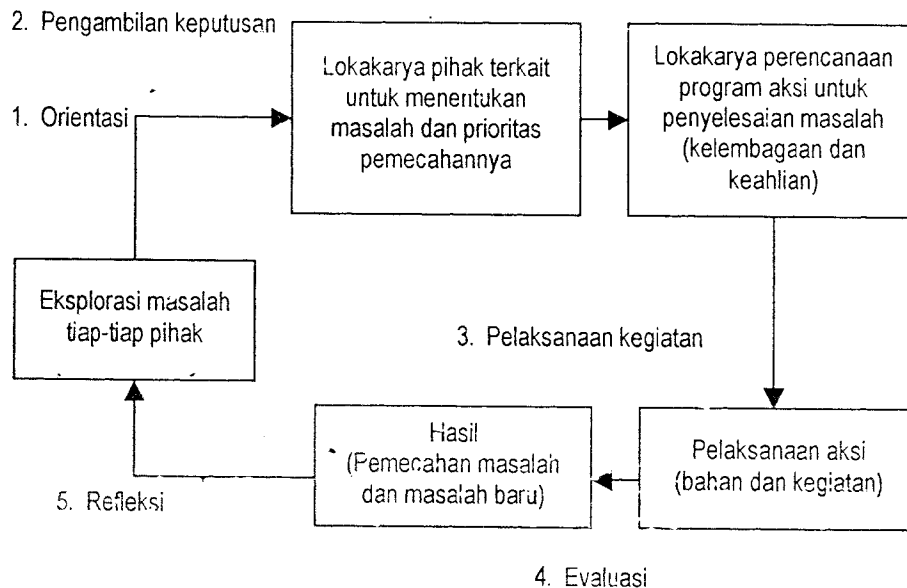 2. Pengambilan keputusan
1. Orientasi
Lokakarya pihak terkait
untuk menentukan
masalah dan prioritas
pemecahannya
Lokakarya perencanaan
program aksi untuk
penyelesaian masalah
(kelembagaan dan
keahlian)
Eksplorasi masalah
tiap-tiap pihak
3. Pelaksanaan kegiatan
Hasil
(Pemecahan masalah
dan masalah baru)
Pelaksanaan aksi
(bahan dan kegiatan)
5. Refleksi
4. Evaluasi